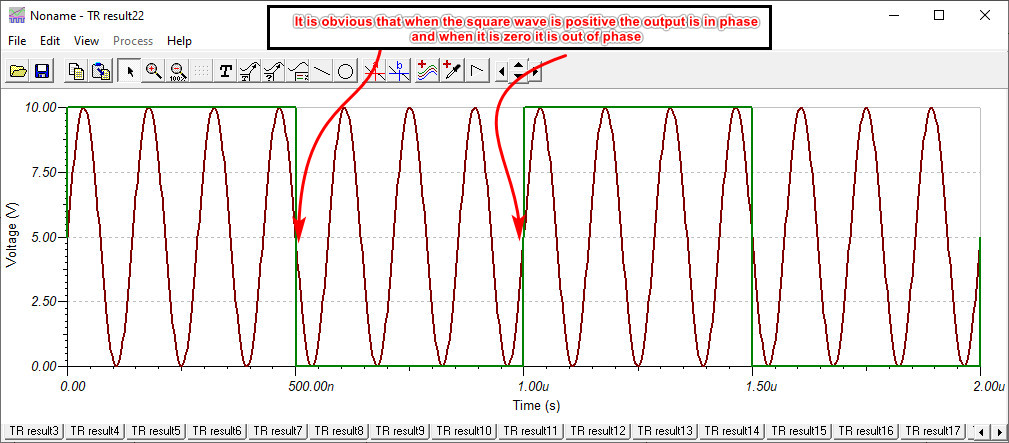 Noname - TR result22
It is obvious that when the square wave is positive the output is in phase
and when it is zero it is out of phase
File Edit View Process Help
T
100%
a
b
10.00
7.50
5.00
2.50
0.00
Voltage (V)
0.00 500.00n 1.00u 1.50u 2.00u
Time (s)
TR result3 TR result4 TR result5 TR result6 TR result7 TR result8 TR result9 TR result10 TR result11 TR result12 TR result13 TR result14 TR result15 TR result16 TR result17